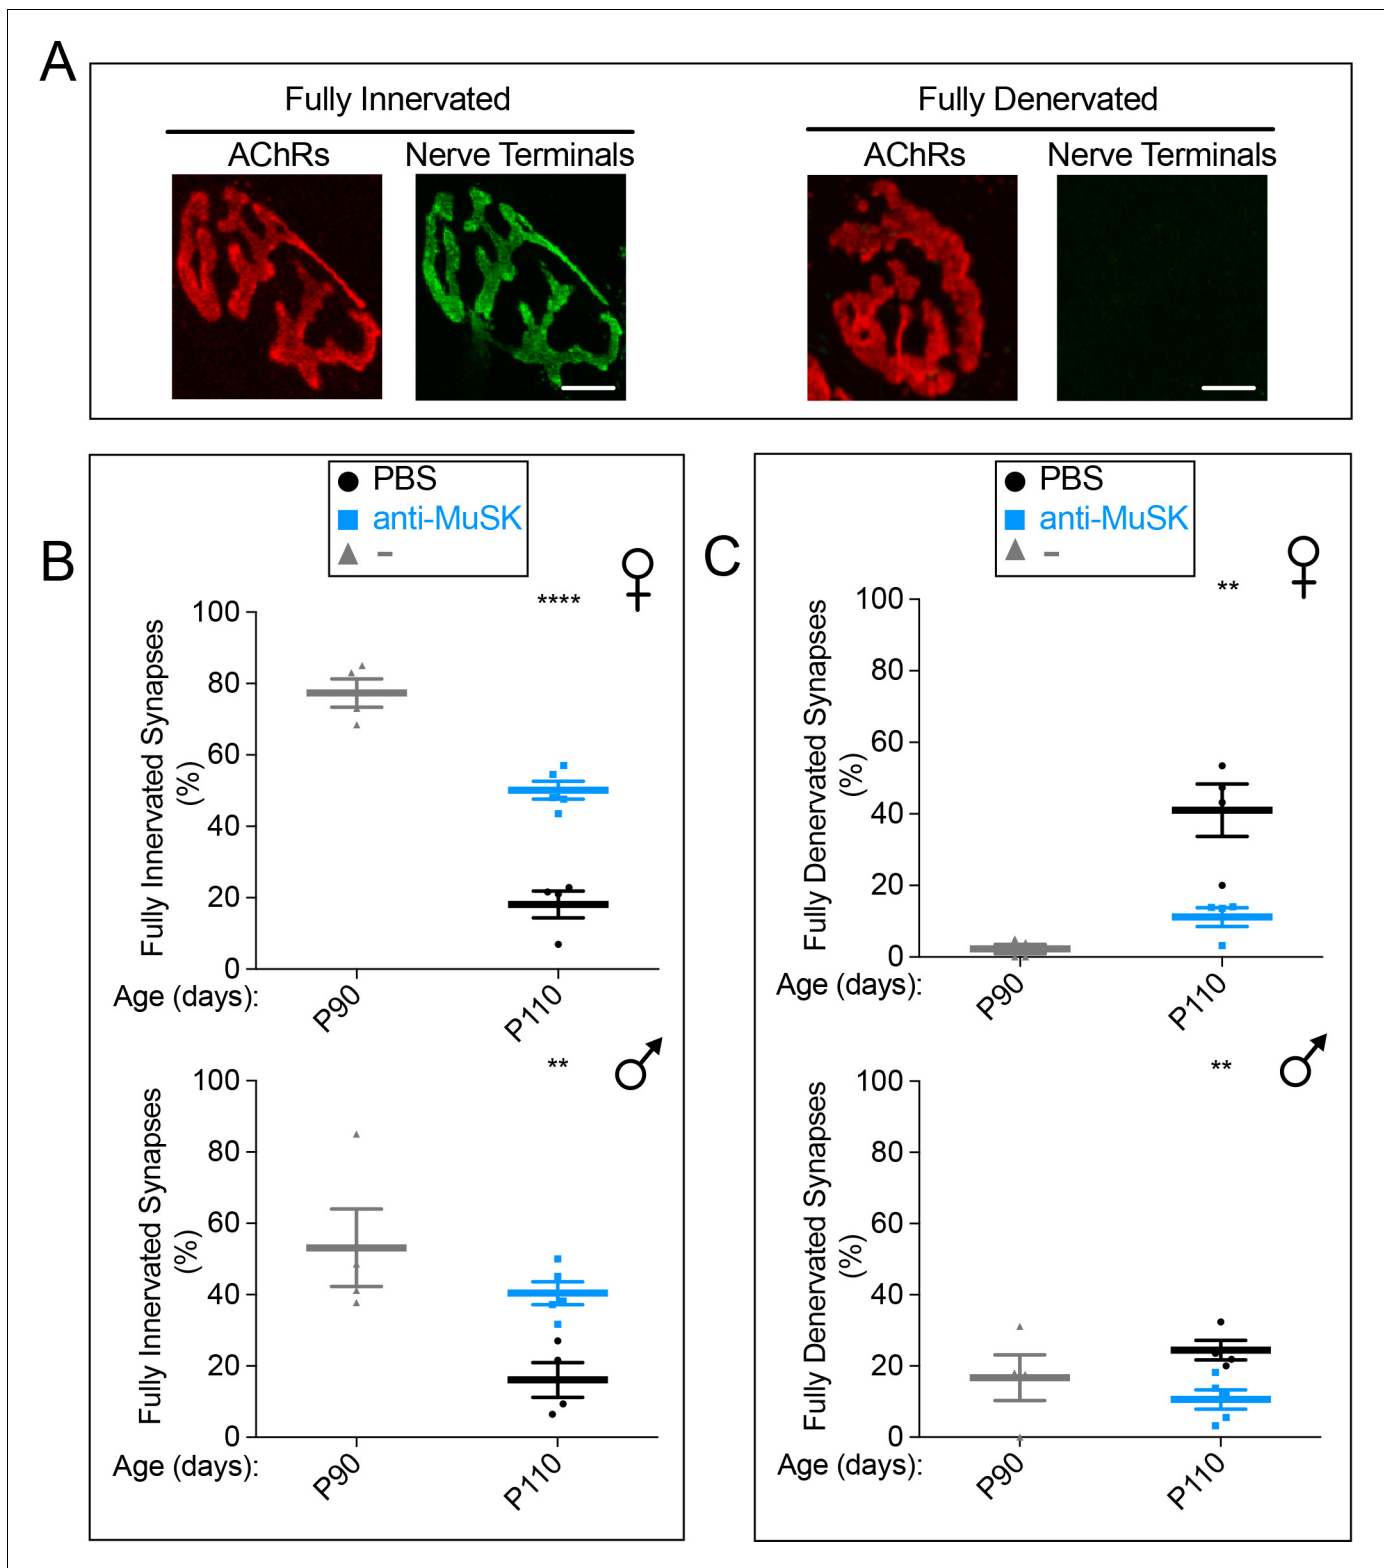 A
Fully Innervated
AChRs Nerve Terminals
Fully Denervated
AChRs Nerve Terminals
B
PBS
anti-MuSK
–
♀
****
Fully Innervated Synapses
(%)
100
80
60
40
20
0
Age (days):
P90
P110
♂
**
Fully Innervated Synapses
(%)
100
80
60
40
20
0
Age (days):
P90
P110
C
PBS
anti-MuSK
–
♀
**
Fully Denervated Synapses
(%)
100
80
60
40
20
0
Age (days):
P90
P110
♂
**
Fully Denervated Synapses
(%)
100
80
60
40
20
0
Age (days):
P90
P110